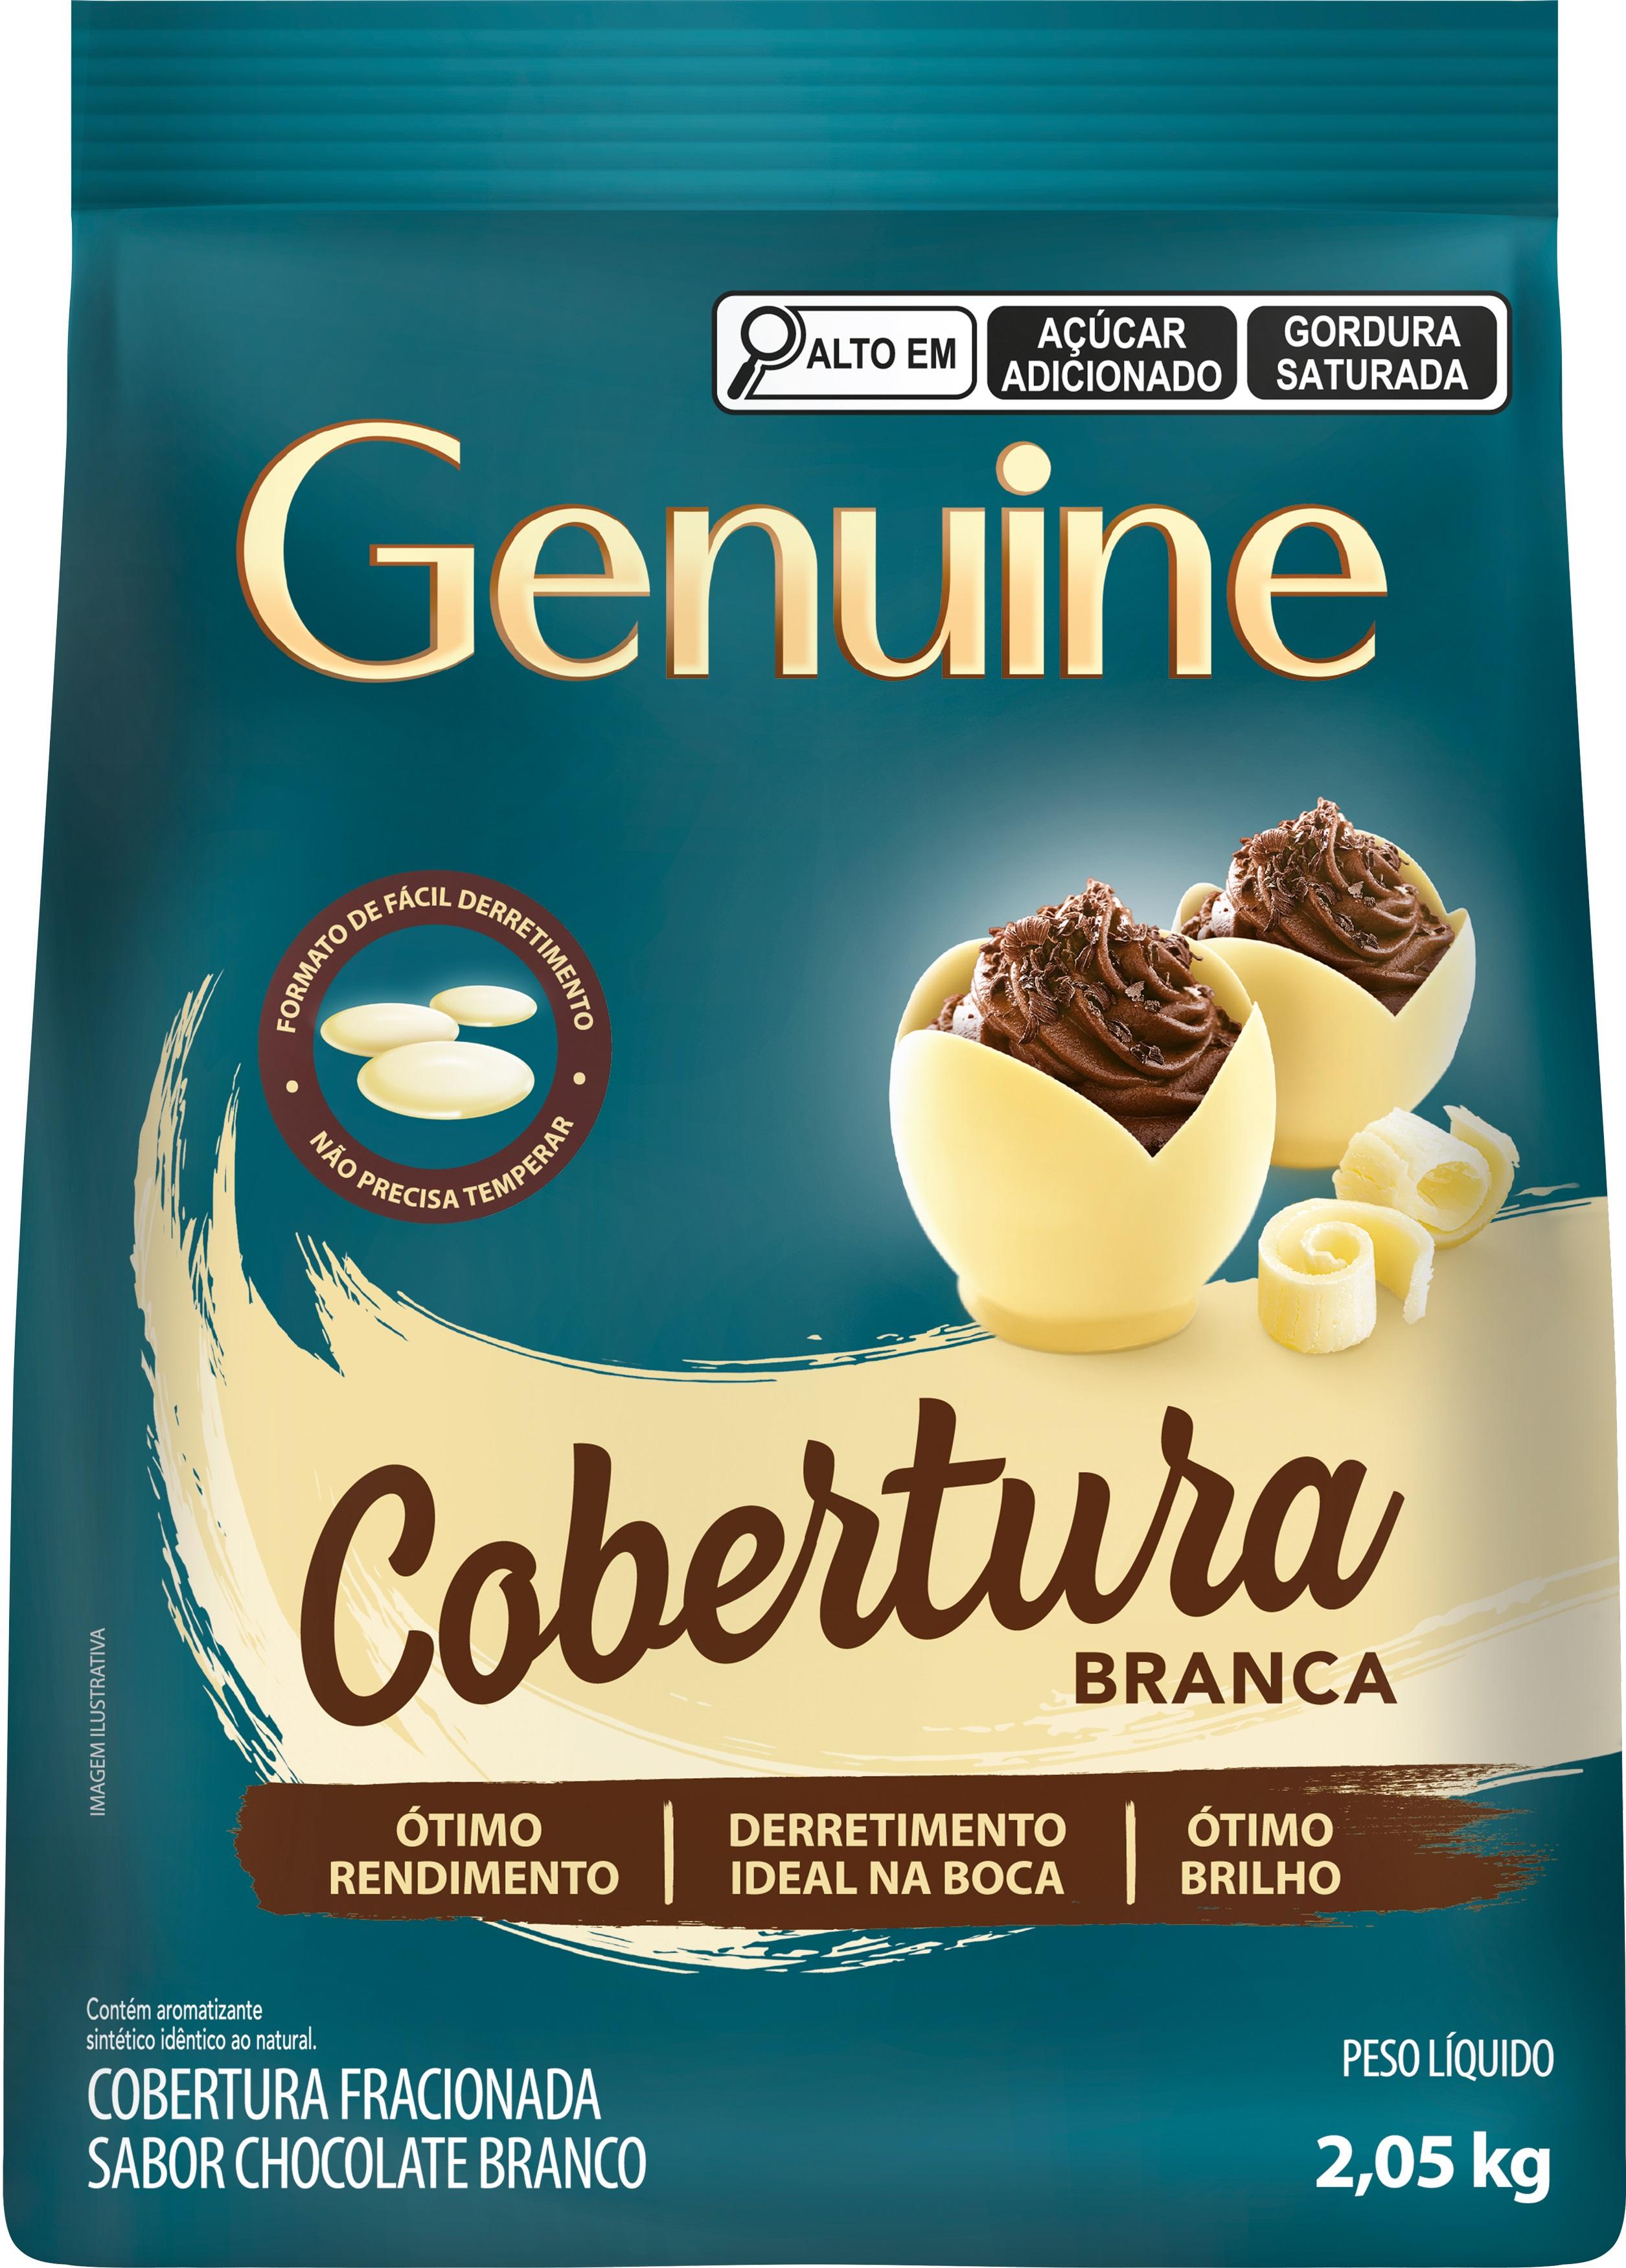 ALTO EM
AÇÚCAR
ADICIONADO
GORDURA
SATURADA
Genuine
FORMATO DE FÁCIL DERRETIMENTO
NÃO PRECISA TEMPERAR
Cobertura
BRANCA
ÓTIMO
RENDIMENTO
DERRETIMENTO
IDEAL NA BOCA
ÓTIMO
BRILHO
IMAGEM ILUSTRATIVA
Contém aromatizante
sintético idêntico ao natural.
COBERTURA FRACIONADA
SABOR CHOCOLATE BRANCO
PESO LÍQUIDO
2,05 kg